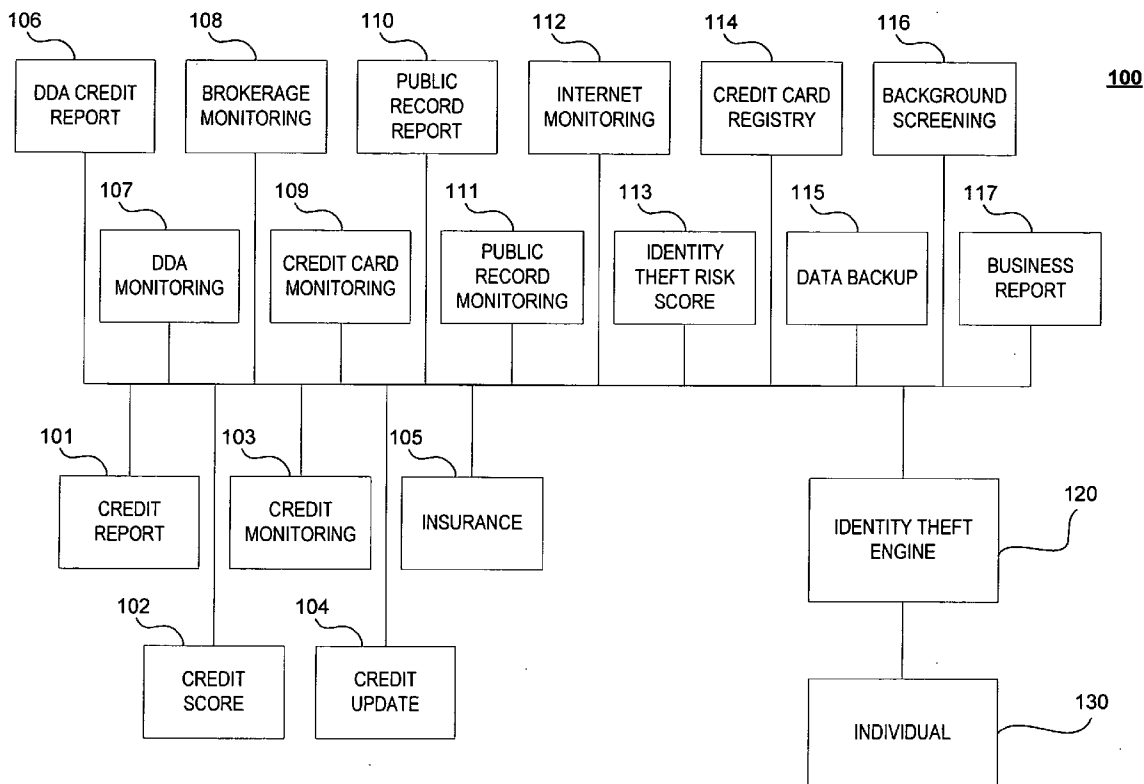 106
108
110
112
114
116
100
DDA CREDIT
REPORT
BROKERAGE
MONITORING
PUBLIC
RECORD
REPORT
INTERNET
MONITORING
CREDIT CARD
REGISTRY
BACKGROUND
SCREENING
107
109
111
113
115
117
DDA
MONITORING
CREDIT CARD
MONITORING
PUBLIC
RECORD
MONITORING
IDENTITY
THEFT RISK
SCORE
DATA BACKUP
BUSINESS
REPORT
101
103
105
CREDIT
REPORT
CREDIT
MONITORING
INSURANCE
120
IDENTITY THEFT
ENGINE
102
104
CREDIT
SCORE
CREDIT
UPDATE
130
INDIVIDUAL